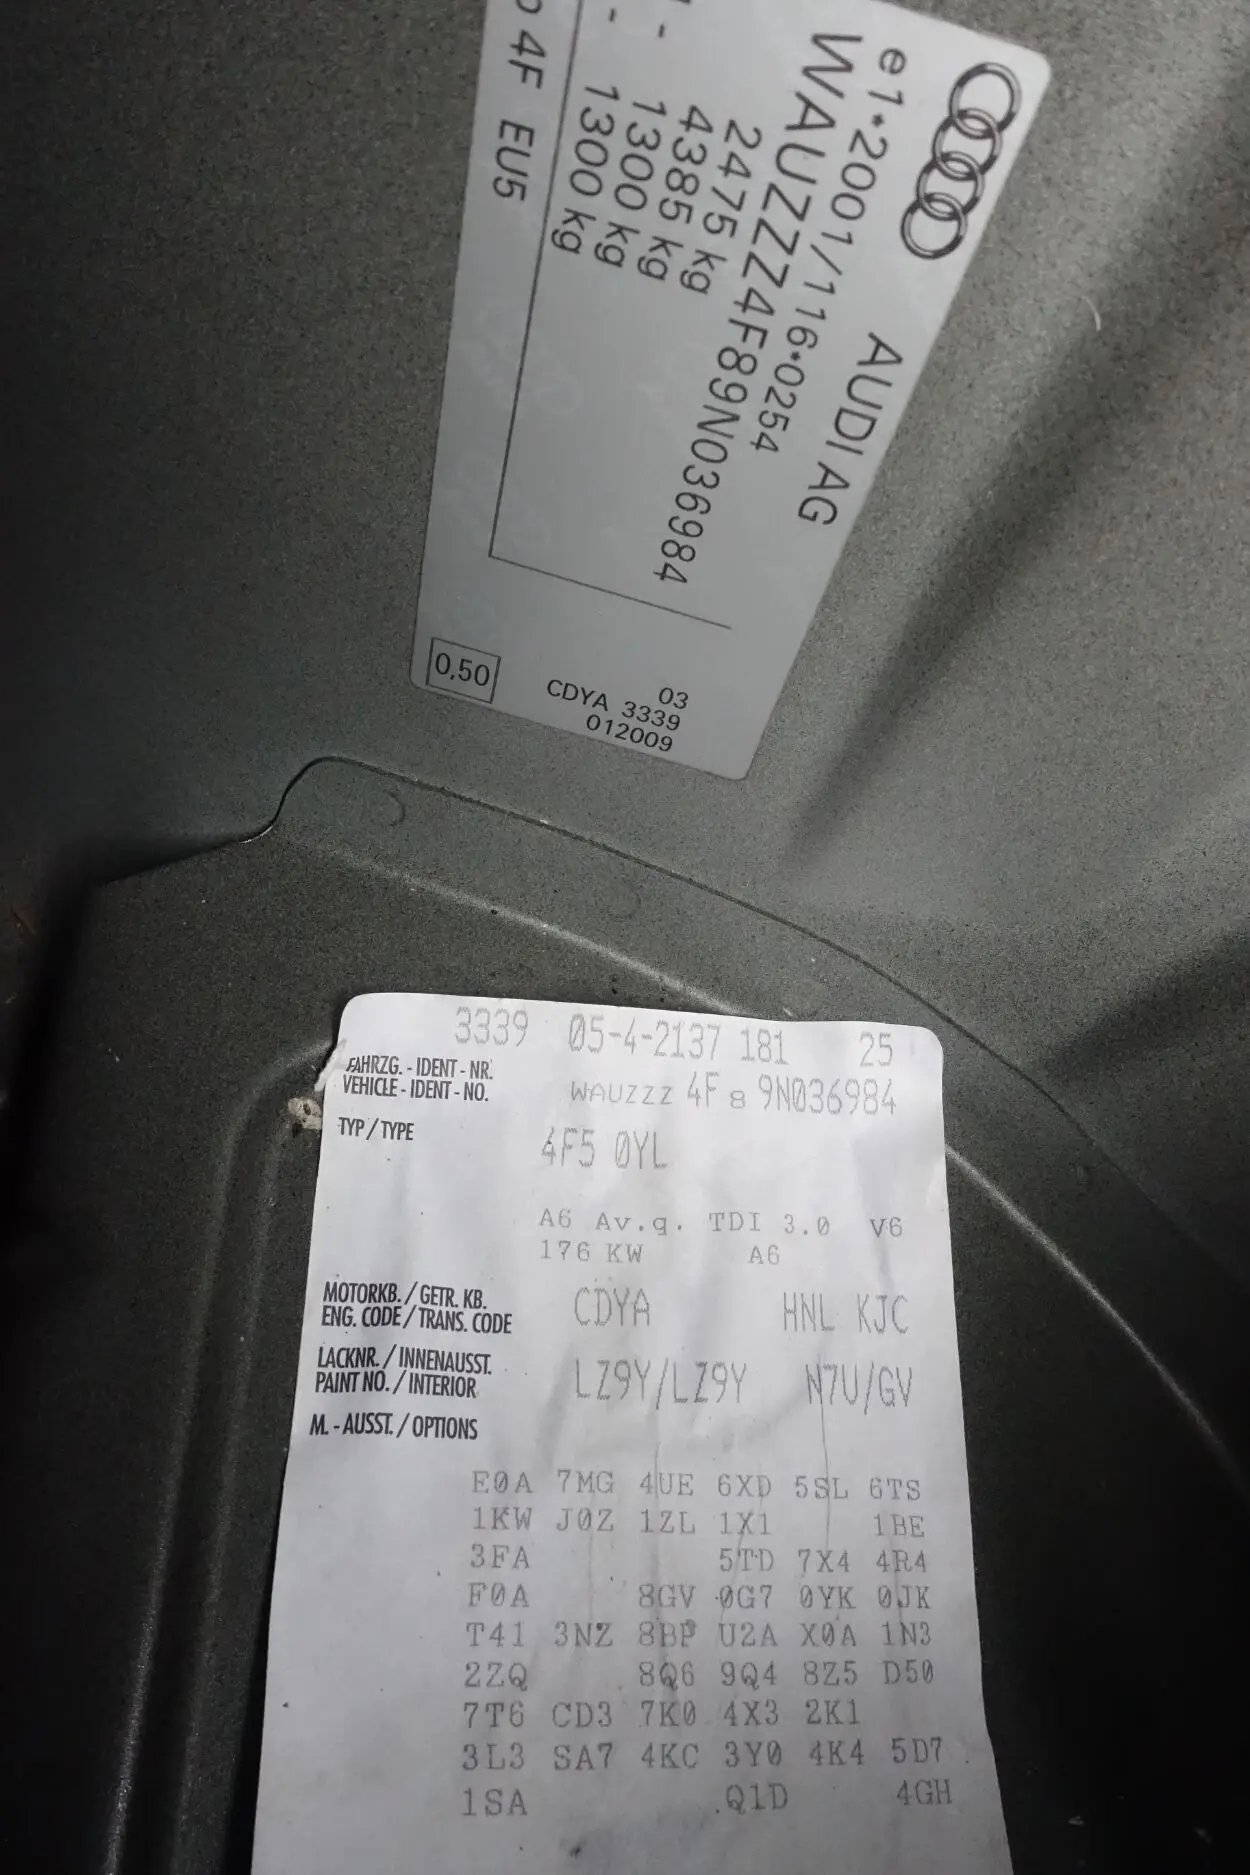 AUDI AG
e1*2001/116*0254
WAUZZZ4F89N036984
2475 kg
4385 kg
- 1300 kg
- 1300 kg
4F EU5
03
CDYA 3339
012009
0,50
3339 05-4-2137 181 25
FAHRZG. - IDENT - NR.
VEHICLE - IDENT - NO.
WAUZZZ 4F 8 9N036984
TYP / TYPE
4F5 0YL
A6 Av.q. TDI 3.0 V6
176 KW A6
MOTORKB. / GETR. KB.
ENG. CODE / TRANS. CODE
CDYA HNL KJC
LACKNR. / INNENAUSST.
PAINT NO. / INTERIOR
LZ9Y/LZ9Y N7U/GV
M. - AUSST. / OPTIONS
E0A 7MG 4UE 6XD 5SL 6TS
1KW J0Z 1ZL 1X1 1BE
3FA 5TD 7X4 4R4
F0A 8GV 0G7 0YK 0JK
T41 3NZ 8BP U2A X0A 1N3
2ZQ 8Q6 9Q4 8Z5 D50
7T6 CD3 7K0 4X3 2K1
3L3 SA7 4KC 3Y0 4K4 5D7
1SA Q1D 4GH